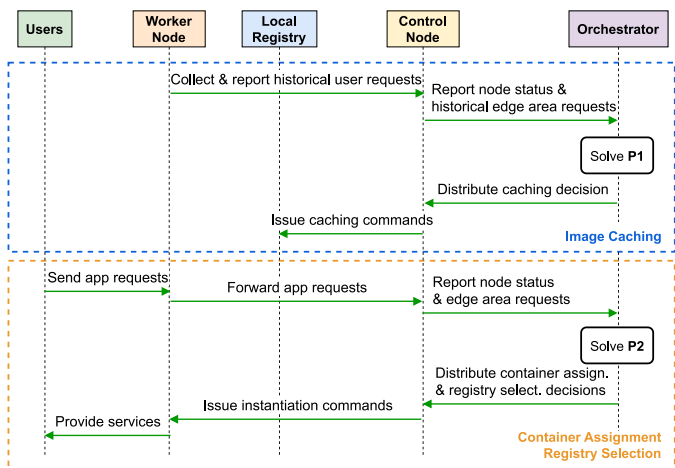 Users
Worker
Node
Local
Registry
Control
Node
Orchestrator
Collect & report historical user requests
Report node status &
historical edge area requests
Solve P1
Distribute caching decision
Issue caching commands
Image Caching
Send app requests
Forward app requests
Report node status
& edge area requests
Solve P2
Distribute container assign.
& registry select. decisions
Issue instantiation commands
Provide services
Container Assignment
Registry Selection